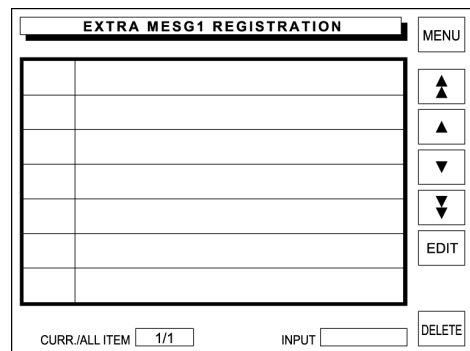 EXTRA MESG1 REGISTRATION
MENU
EDIT
DELETE
CURR./ALL ITEM 1/1 INPUT